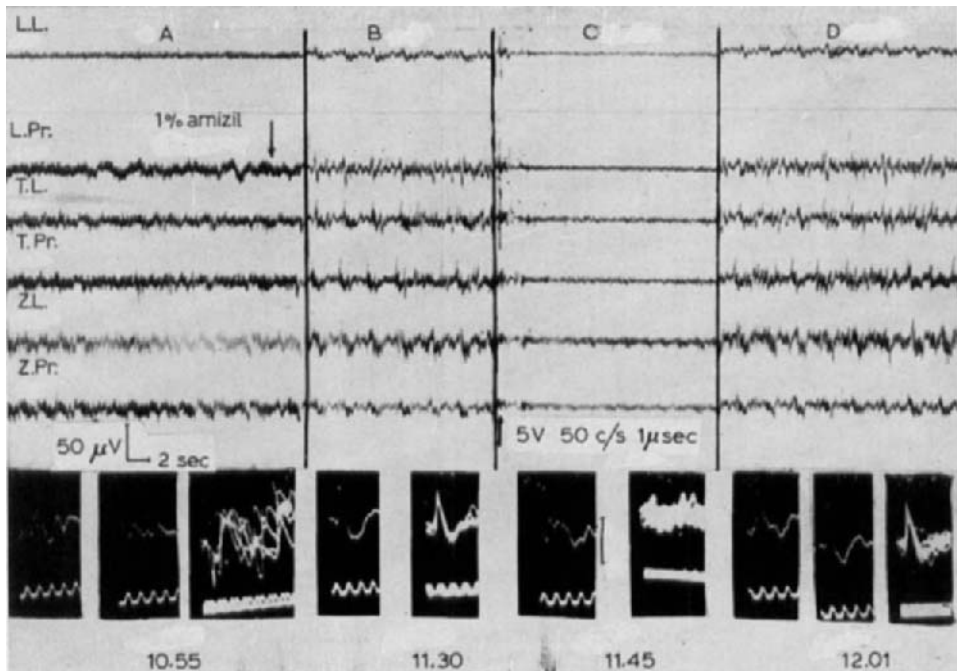 L.L.
A B C D
L.Pr.
1% amizil
T.L.
T.Pr.
Z.L.
Z.Pr.
50 μV
2 sec
5V 50 c/s 1μsec
10.55 11.30 11.45 12.01